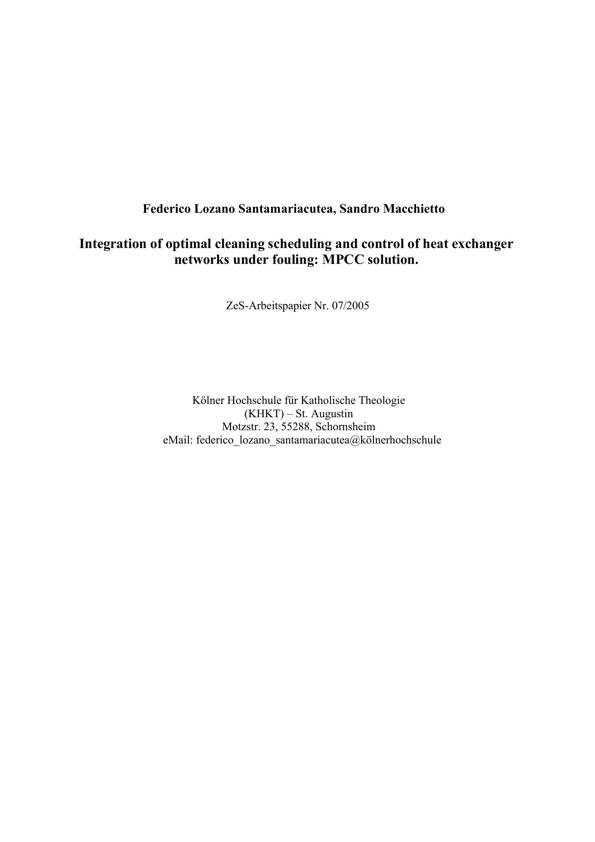 Federico Lozano Santamariacutea, Sandro Macchietto
Integration of optimal cleaning scheduling and control of heat exchanger
networks under fouling: MPCC solution.
ZeS-Arbeitspapier Nr. 07/2005
Kölner Hochschule für Katholische Theologie
(KHKT) – St. Augustin
Motzstr. 23, 55288, Schornsheim
eMail: federico_lozano_santamariacutea@kölnerhochschule